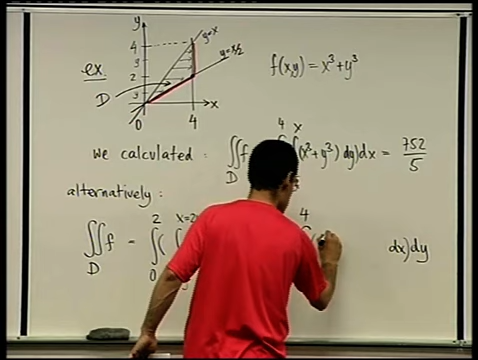 y
4
3
2
y=x
y=x/2
ex.
D
x
0
4
f(x,y) = x³+y³
we calculated : ∬f
D
4 x
∫(x³+y³) dy)dx = 752/5
alternatively :
∬f = ∫(∫
D
2
0
x=2
4
dx)dy